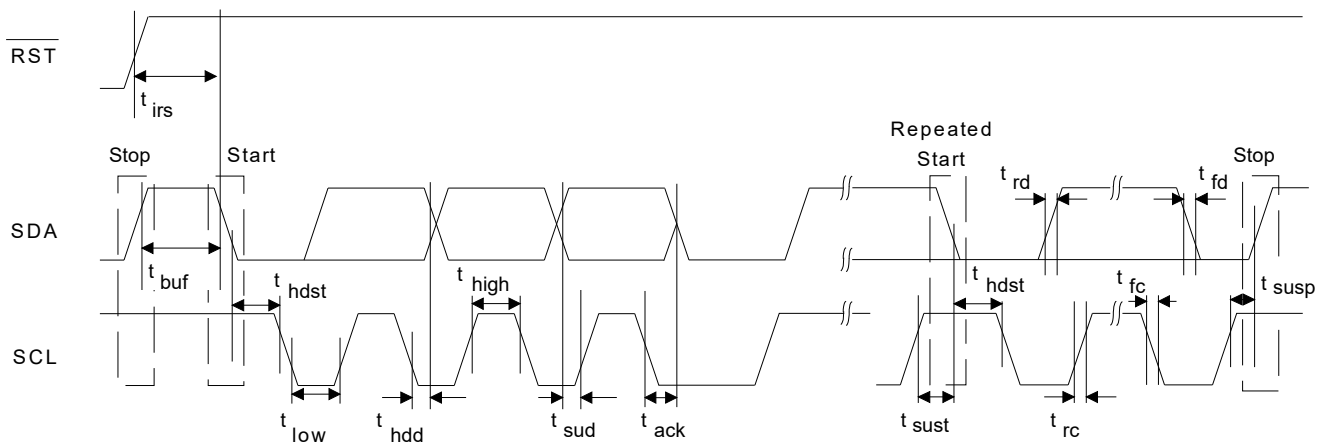 RST
t irs
Repeated
Stop Start Start Stop
t rd t fd
SDA
t buf t hdst t high t hdst t fc t susp
SCL
t low t hdd t sud t ack t sust t rc